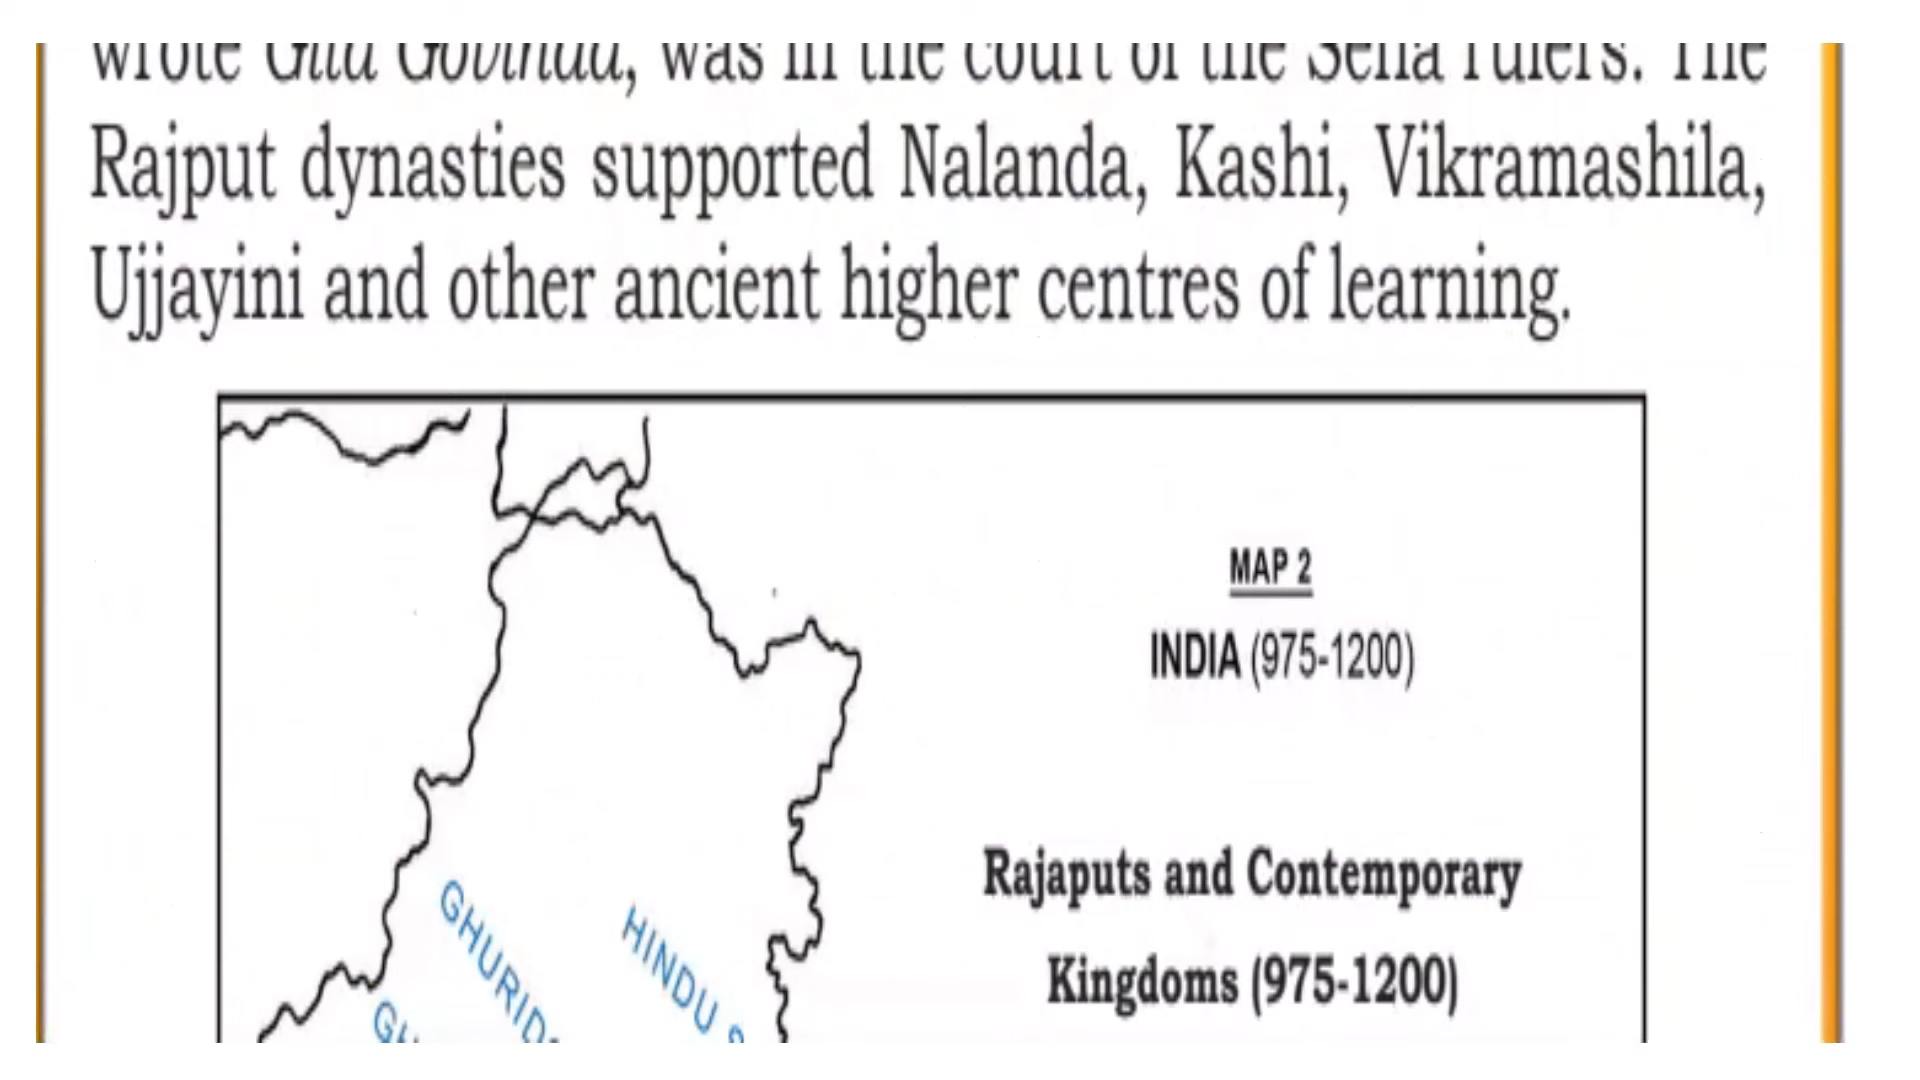 wrote Gita Govinda, was in the court of the Sena rulers. The
Rajput dynasties supported Nalanda, Kashi, Vikramashila,
Ujjayini and other ancient higher centres of learning.
MAP 2
INDIA (975-1200)
Rajaputs and Contemporary
Kingdoms (975-1200)
GHURID
HINDU